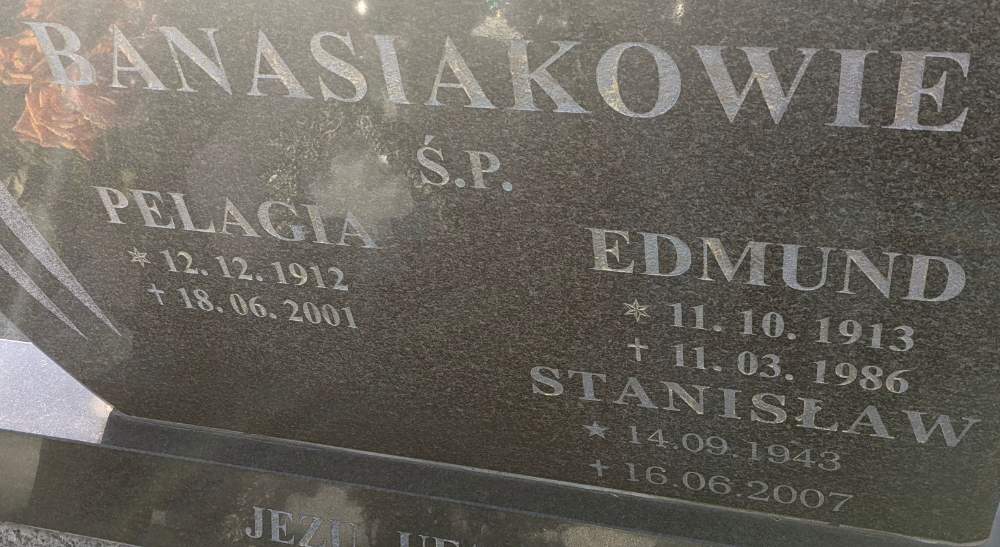 BANASIAKOWIE
Ś.P.
PELAGIA
* 12. 12. 1912
+ 18. 06. 2001
EDMUND
* 11. 10. 1913
+ 11. 03. 1986
STANISŁAW
* 14.09.1943
+ 16.06.2007
JEZU